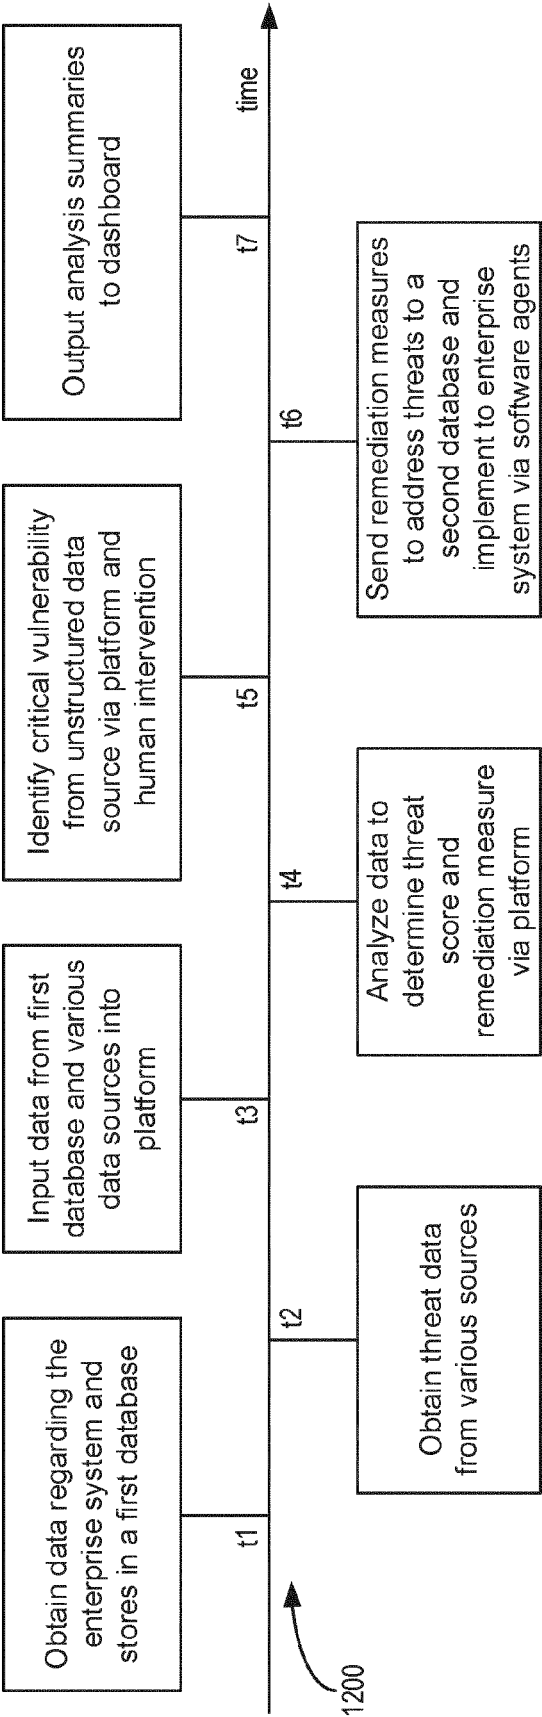 Obtain data regarding the
enterprise system and
stores in a first database
Input data from first
database and various
data sources into
platform
Identify critical vulnerability
from unstructured data
source via platform and
human intervention
Output analysis summaries
to dashboard
t1
t3
t5
t7
time
t2
t4
t6
1200
Obtain threat data
from various sources
Analyze data to
determine threat
score and
remediation measure
via platform
Send remediation measures
to address threats to a
second database and
implement to enterprise
system via software agents